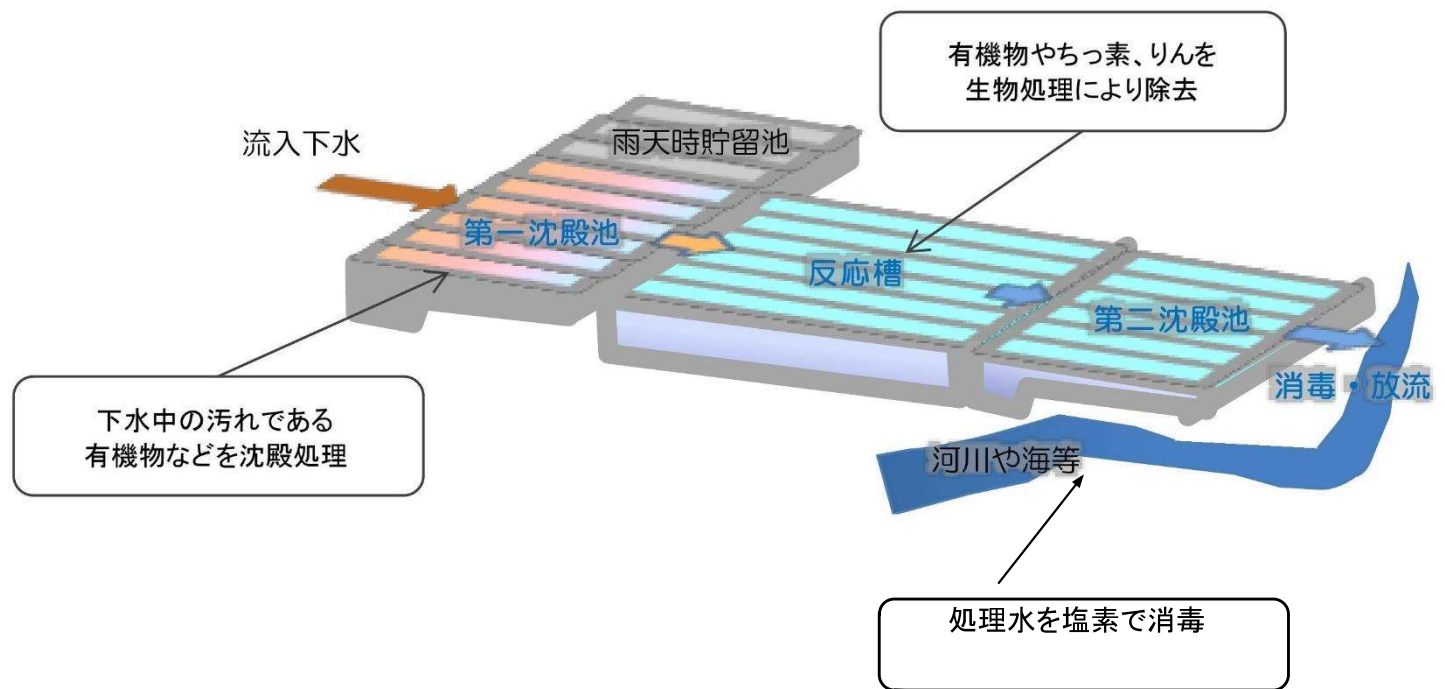 有機物やちっ素、りんを
生物処理により除去
流入下水
雨天時貯留池
第一沈殿池
反応槽
第二沈殿池
消毒・放流
下水中の汚れである
有機物などを沈殿処理
河川や海等
処理水を塩素で消毒